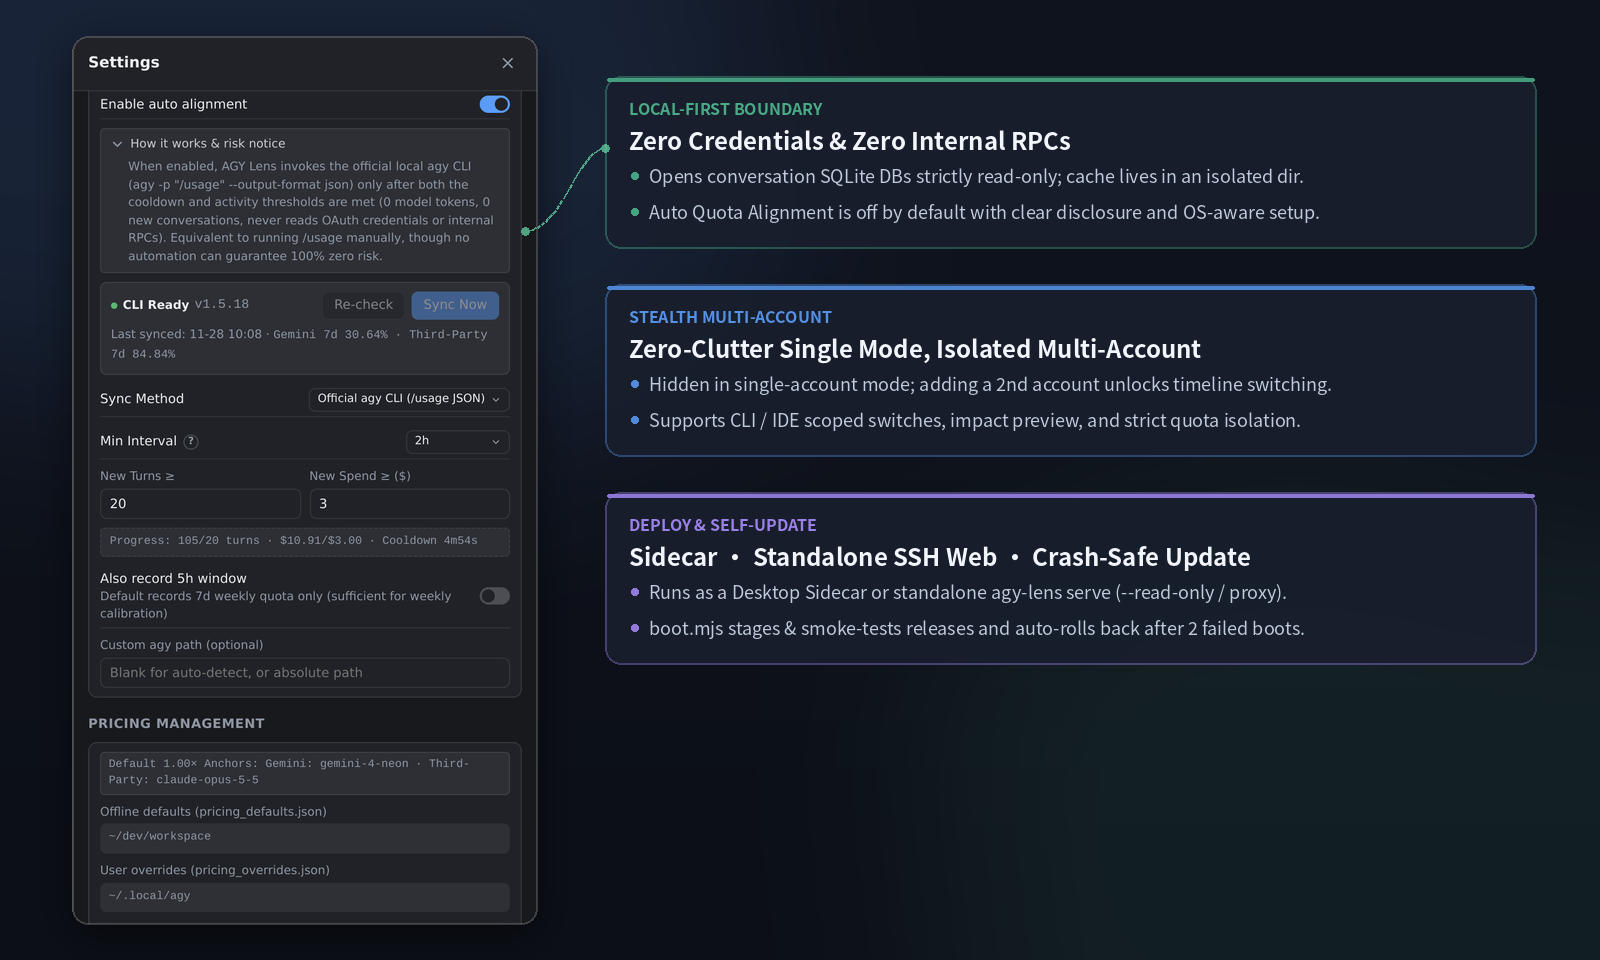 Settings
Enable auto alignment
How it works & risk notice
When enabled, AGY Lens invokes the official local agy CLI
(agy -p "/usage" --output-format json) only after both the
cooldown and activity thresholds are met (0 model tokens, 0
new conversations, never reads OAuth credentials or internal
RPCs). Equivalent to running /usage manually, though no
automation can guarantee 100% zero risk.
CLI Ready v1.5.18
Re-check
Sync Now
Last synced: 11-28 10:08 · Gemini 7d 30.64% · Third-Party
7d 84.84%
Sync Method
Official agy CLI (/usage JSON)
Min Interval ?
2h
New Turns ≥
New Spend ≥ ($)
20
3
Progress: 105/20 turns · $10.91/$3.00 · Cooldown 4m54s
Also record 5h window
Default records 7d weekly quota only (sufficient for weekly
calibration)
Custom agy path (optional)
Blank for auto-detect, or absolute path
PRICING MANAGEMENT
Default 1.00× Anchors: Gemini: gemini-4-neon · Third-
Party: claude-opus-5-5
Offline defaults (pricing_defaults.json)
~/dev/workspace
User overrides (pricing_overrides.json)
~/.local/agy
LOCAL-FIRST BOUNDARY
Zero Credentials & Zero Internal RPCs
Opens conversation SQLite DBs strictly read-only; cache lives in an isolated dir.
Auto Quota Alignment is off by default with clear disclosure and OS-aware setup.
STEALTH MULTI-ACCOUNT
Zero-Clutter Single Mode, Isolated Multi-Account
Hidden in single-account mode; adding a 2nd account unlocks timeline switching.
Supports CLI / IDE scoped switches, impact preview, and strict quota isolation.
DEPLOY & SELF-UPDATE
Sidecar · Standalone SSH Web · Crash-Safe Update
Runs as a Desktop Sidecar or standalone agy-lens serve (--read-only / proxy).
boot.mjs stages & smoke-tests releases and auto-rolls back after 2 failed boots.